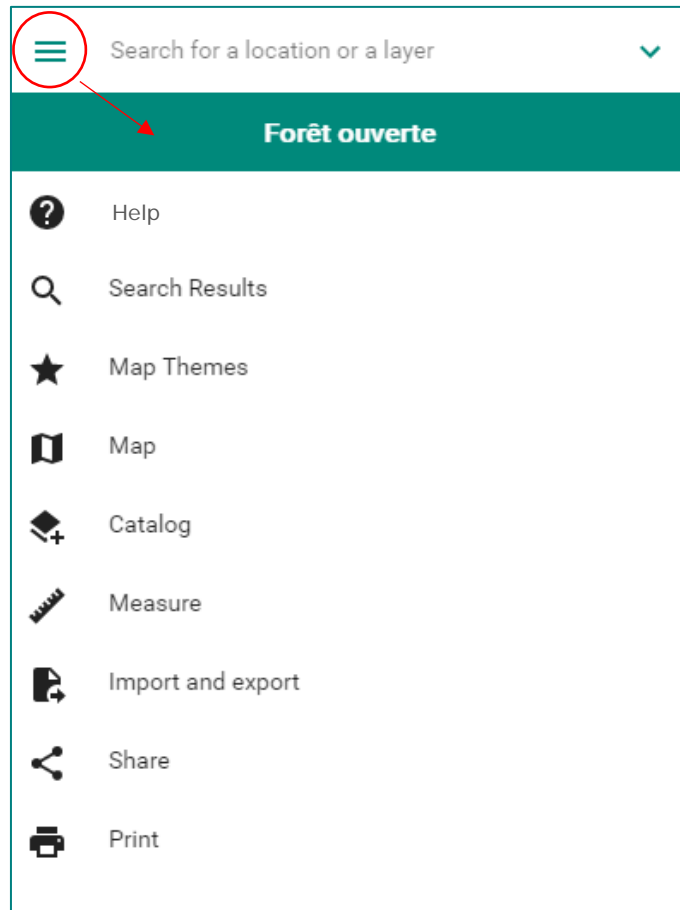 Search for a location or a layer
Forêt ouverte
Help
Search Results
Map Themes
Map
Catalog
Measure
Import and export
Share
Print